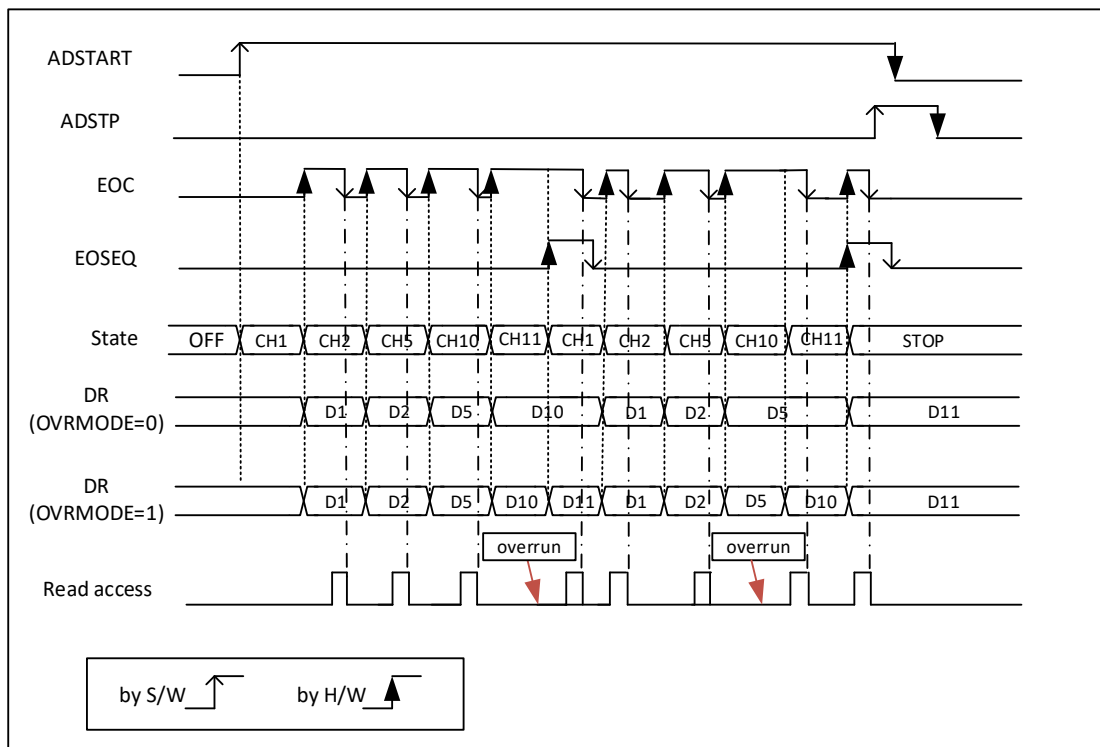 ADSTART
ADSTP
EOC
EOSEQ
State OFF CH1 CH2 CH5 CH10 CH11 CH1 CH2 CH5 CH10 CH11 STOP
DR
(OVRMODE=0) D1 D2 D5 D10 D1 D2 D5 D11
DR
(OVRMODE=1) D1 D2 D5 D10 D11 D1 D2 D5 D10 D11
overrun overrun
Read access
by S/W by H/W